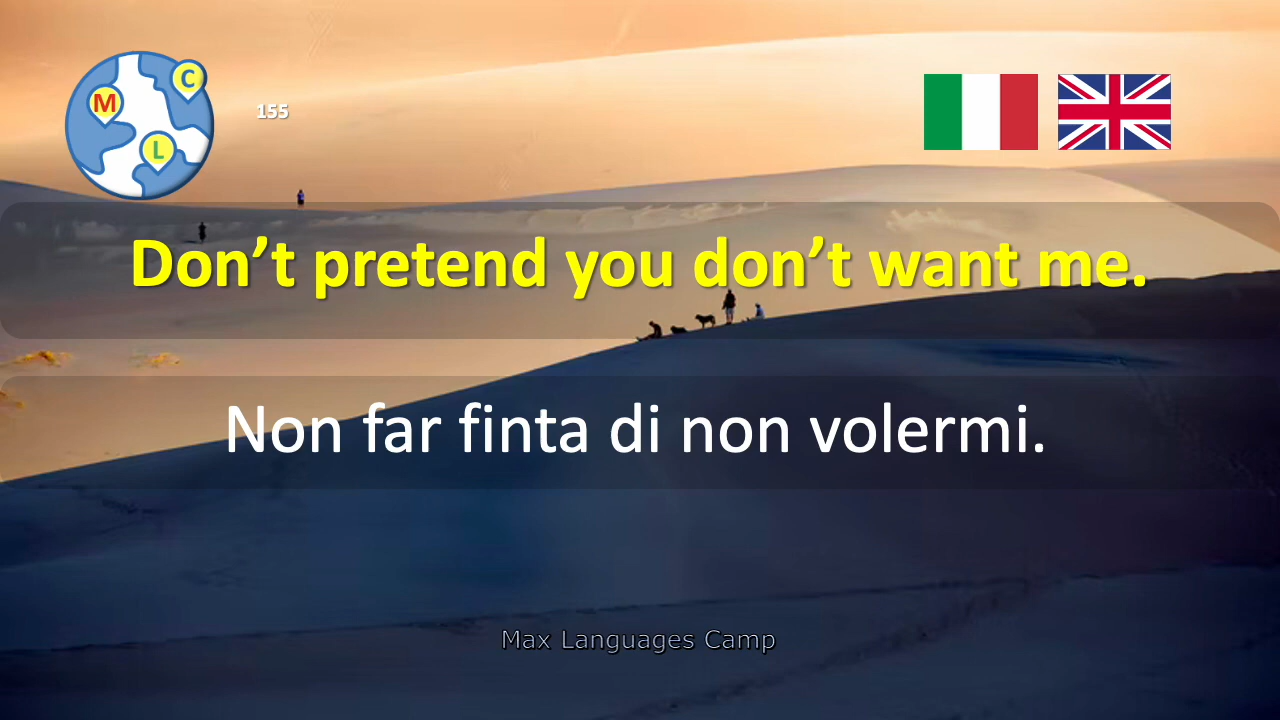 C
M
155
L
Don’t pretend you don’t want me.
Non far finta di non volermi.
Max Languages Camp